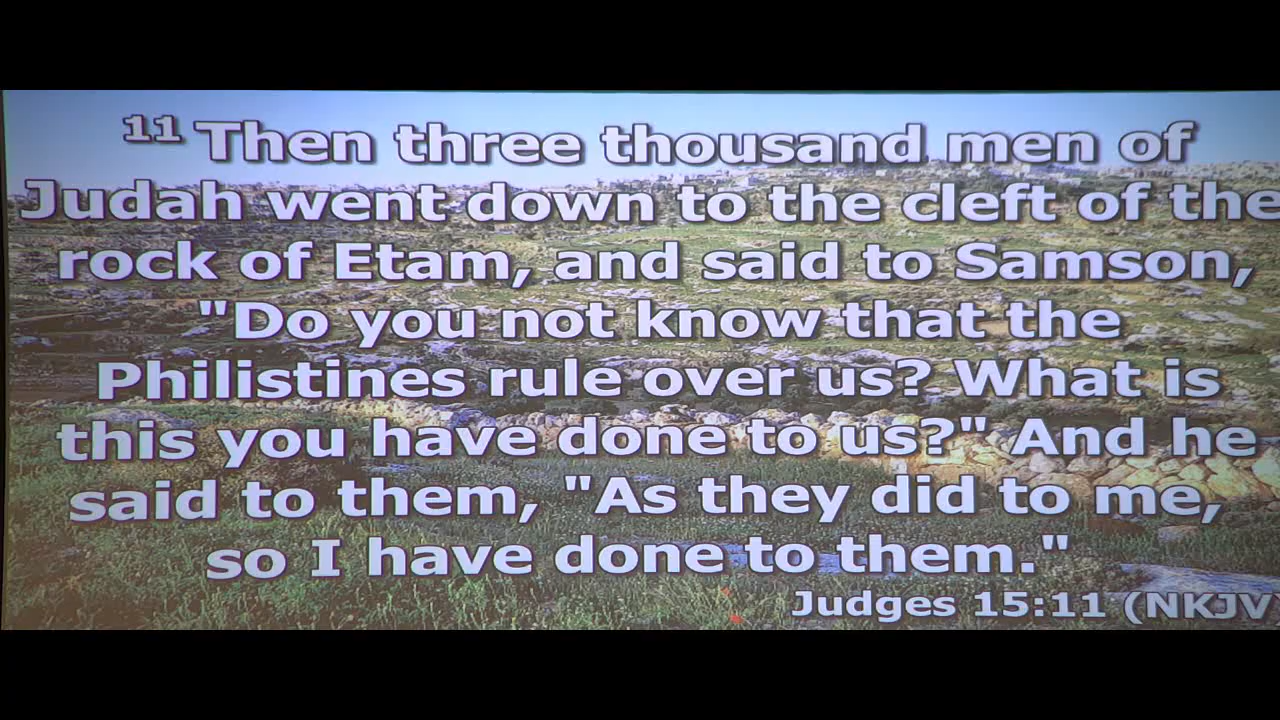 11 Then three thousand men of
Judah went down to the cleft of the
rock of Etam, and said to Samson,
"Do you not know that the
Philistines rule over us? What is
this you have done to us?" And he
said to them, "As they did to me,
so I have done to them."
Judges 15:11 (NKJV)